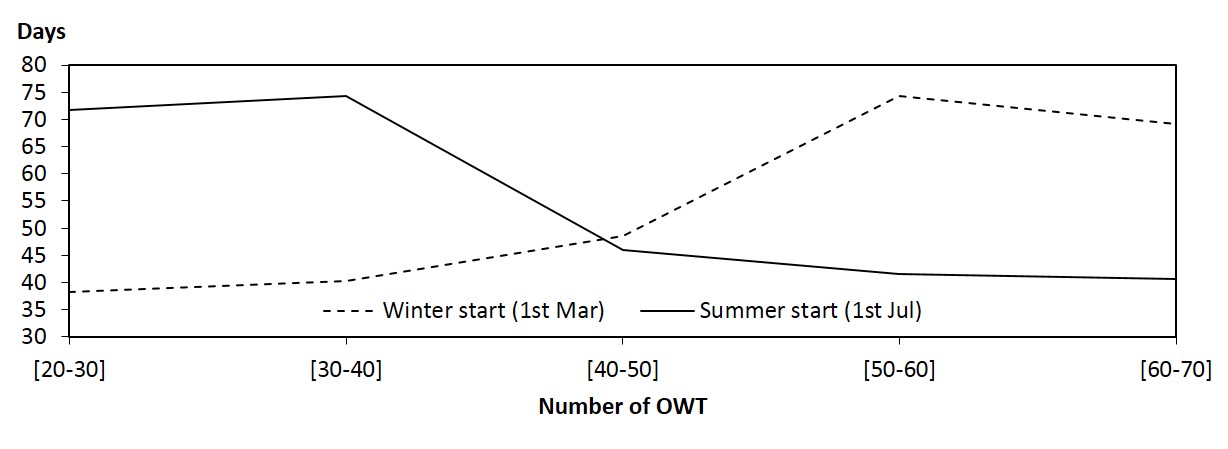 Days
80
75
70
65
60
55
50
45
40
35
30
Winter start (1st Mar) Summer start (1st Jul)
[20-30] [30-40] [40-50] [50-60] [60-70]
Number of OWT